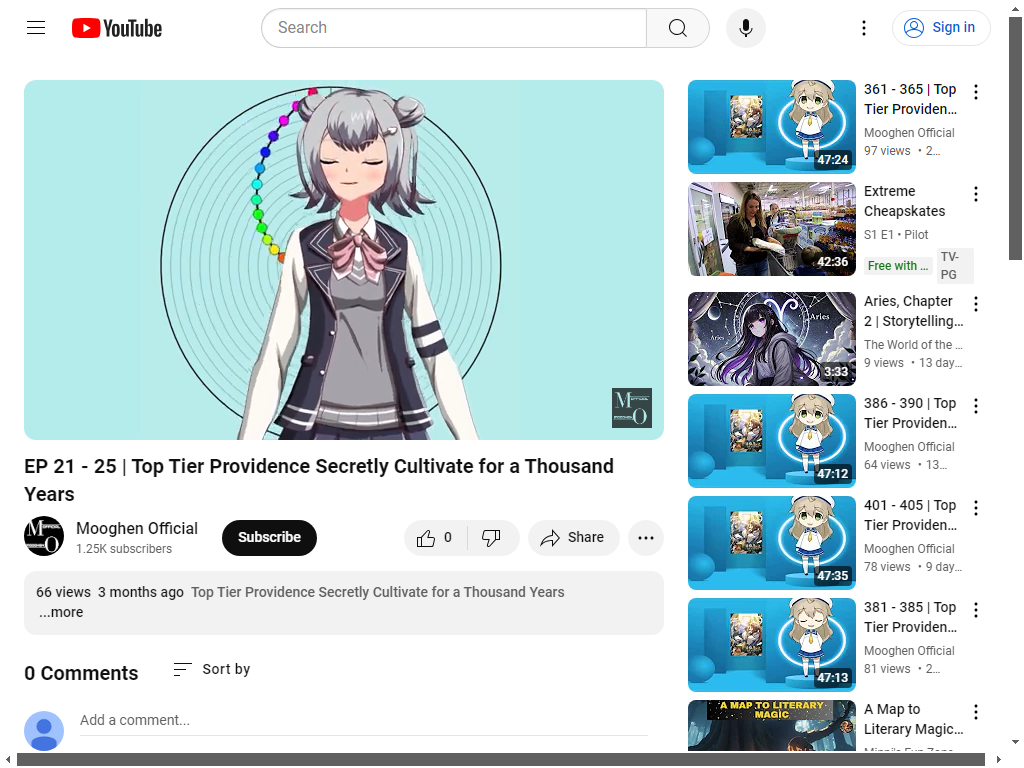 YouTube
Search
Sign in
EP 21 - 25 | Top Tier Providence Secretly Cultivate for a Thousand
Years
Mooghen Official
1.25K subscribers
Subscribe
0
Share
66 views 3 months ago Top Tier Providence Secretly Cultivate for a Thousand Years
...more
0 Comments
Sort by
Add a comment...
47:24
361 - 365 | Top
Tier Providen...
Mooghen Official
97 views • 2...
42:36
Extreme
Cheapskates
S1 E1 • Pilot
Free with ...
TV-
PG
Aries
Aries
3:33
Aries, Chapter
2 | Storytelling...
The World of the ...
9 views • 13 day...
47:12
386 - 390 | Top
Tier Providen...
Mooghen Official
64 views • 13...
47:35
401 - 405 | Top
Tier Providen...
Mooghen Official
78 views • 9 day...
47:13
381 - 385 | Top
Tier Providen...
Mooghen Official
81 views • 2...
A MAP TO LITERARY
MAGIC
A Map to
Literary Magic...